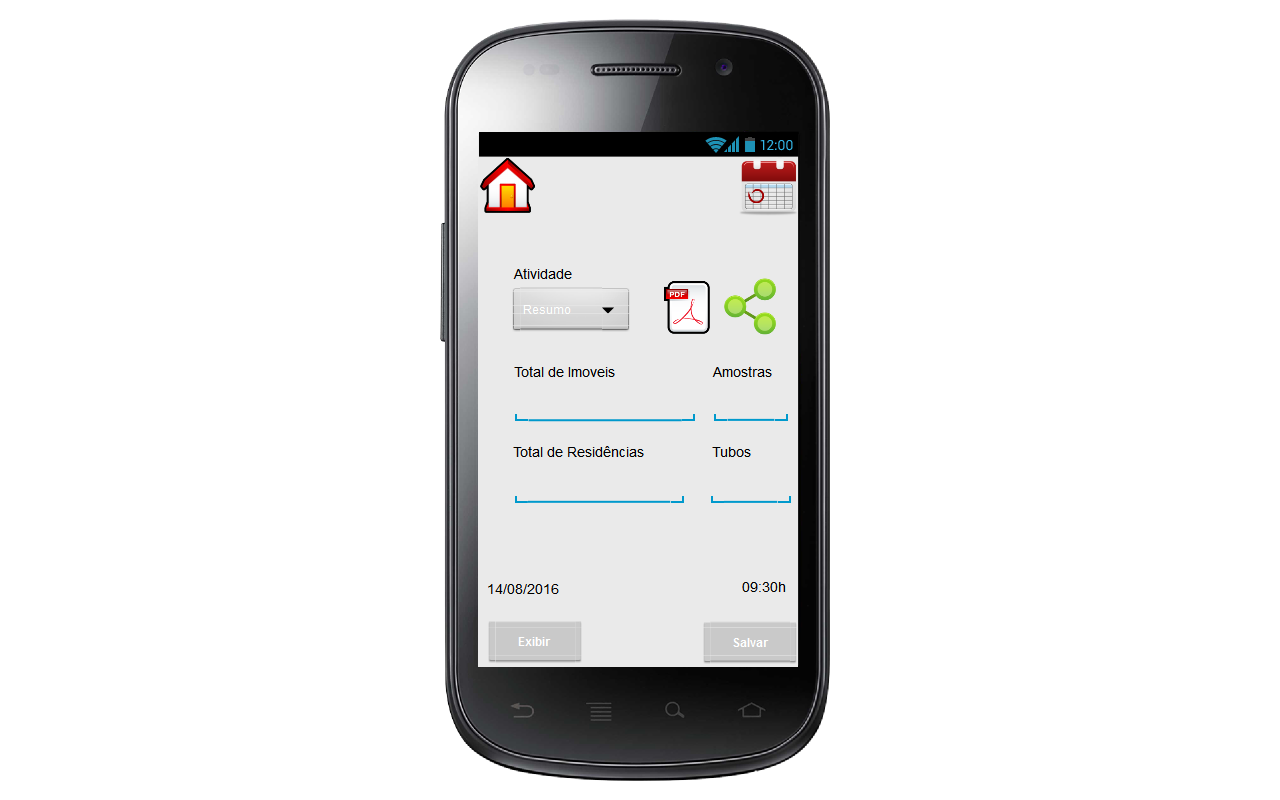 12:00
Atividade
PDF
Resumo
Total de Imoveis
Amostras
Total de Residências
Tubos
14/08/2016
09:30h
Exibir
Salvar